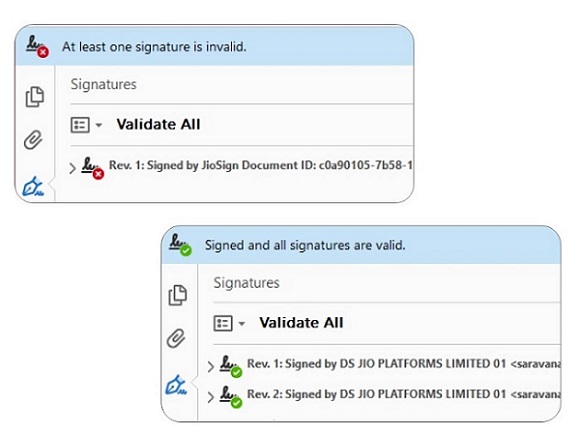 At least one signature is invalid.
Signatures
Validate All
Rev. 1: Signed by JioSign Document ID: c0a90105-7b58-1
Signed and all signatures are valid.
Signatures
Validate All
Rev. 1: Signed by DS JIO PLATFORMS LIMITED 01 <saravana
Rev. 2: Signed by DS JIO PLATFORMS LIMITED 01 <saravana